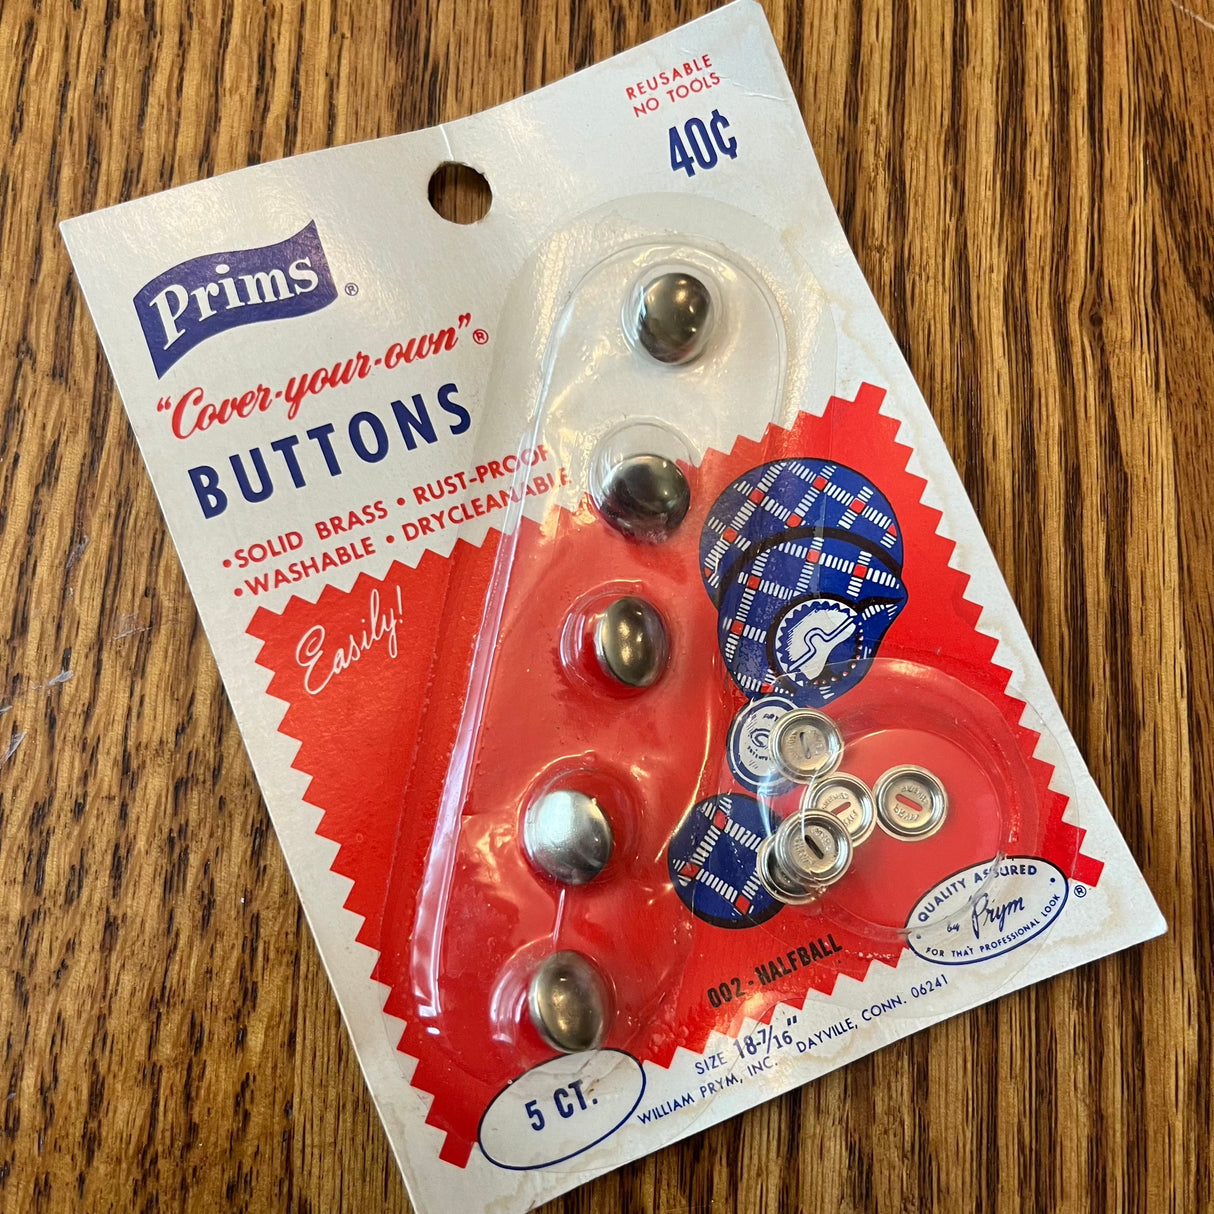 REUSABLE
NO TOOLS
40¢
Prims ®
"Cover-your-own" ®
BUTTONS
•SOLID BRASS • RUST-PROOF
•WASHABLE • DRYCLEANABLE
Easily!
QUALITY ASSURED
by Prym ®
FOR THAT PROFESSIONAL LOOK
002-HALFBALL
SIZE 18-7/16"
5 CT.
WILLIAM PRYM, INC. DAYVILLE, CONN. 06241